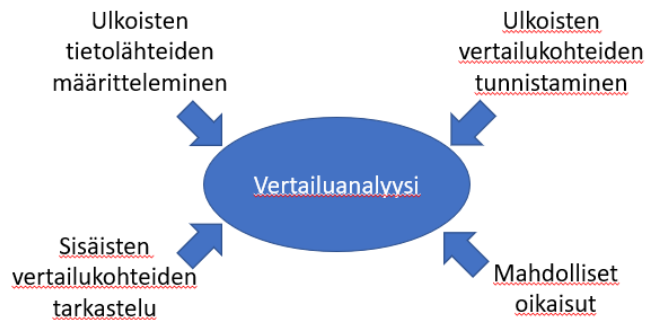 Ulkoisten
tietolähteiden
määritteleminen
Ulkoisten
vertailukohteiden
tunnistaminen
Vertailuanalyysi
Sisäisten
vertailukohteiden
tarkastelu
Mahdolliset
oikaisut